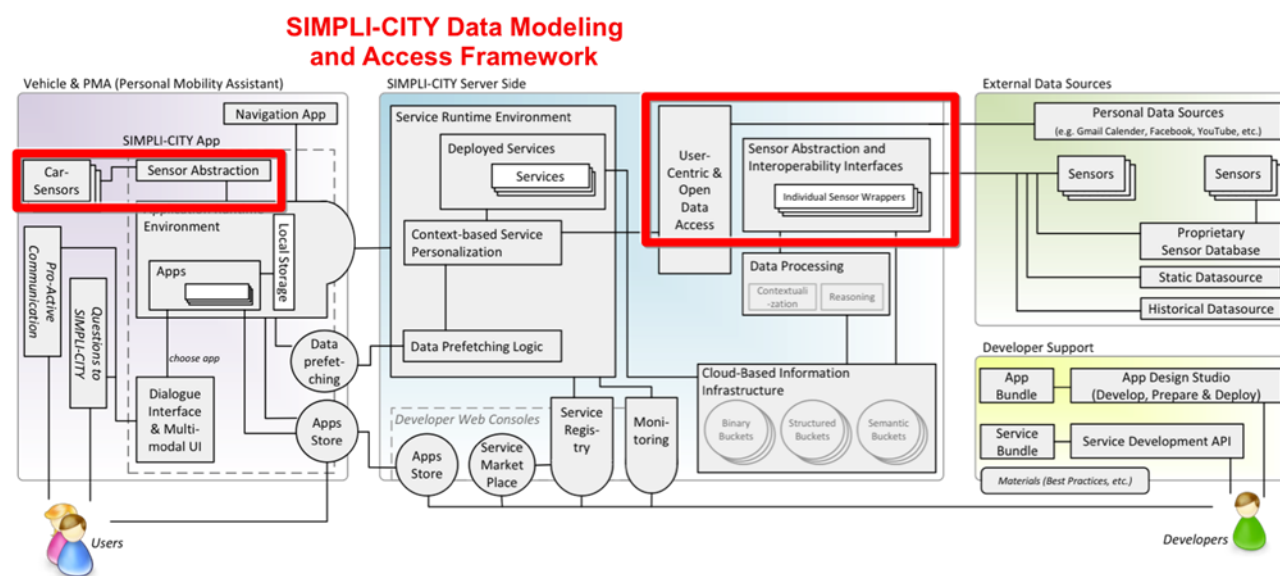 SIMPLI-CITY Data Modeling
and Access Framework
Vehicle & PMA (Personal Mobility Assistant)
Navigation App
SIMPLI-CITY App
Car-
Sensors
Sensor Abstraction
Environment
Local Storage
Apps
Pro-Active
Communication
Questions to
SIMPLI-CITY
choose app
Dialogue
Interface
& Multi-
modal UI
Data
prefet-
ching
Apps
Store
Users
SIMPLI-CITY Server Side
Service Runtime Environment
Deployed Services
Services
Context-based Service
Personalization
Data Prefetching Logic
User-
Centric &
Open
Data
Access
Sensor Abstraction and
Interoperability Interfaces
Individual Sensor Wrappers
Data Processing
Contextuali
-zation
Reasoning
Cloud-Based Information
Infrastructure
Binary
Buckets
Structured
Buckets
Semantic
Buckets
Developer Web Consoles
Apps
Store
Service
Market
Place
Service
Regis-
try
Moni-
toring
External Data Sources
Personal Data Sources
(e.g. Gmail Calender, Facebook, YouTube, etc.)
Sensors
Sensors
Proprietary
Sensor Database
Static Datasource
Historical Datasource
Developer Support
App
Bundle
App Design Studio
(Develop, Prepare & Deploy)
Service
Bundle
Service Development API
Materials (Best Practices, etc.)
Developers